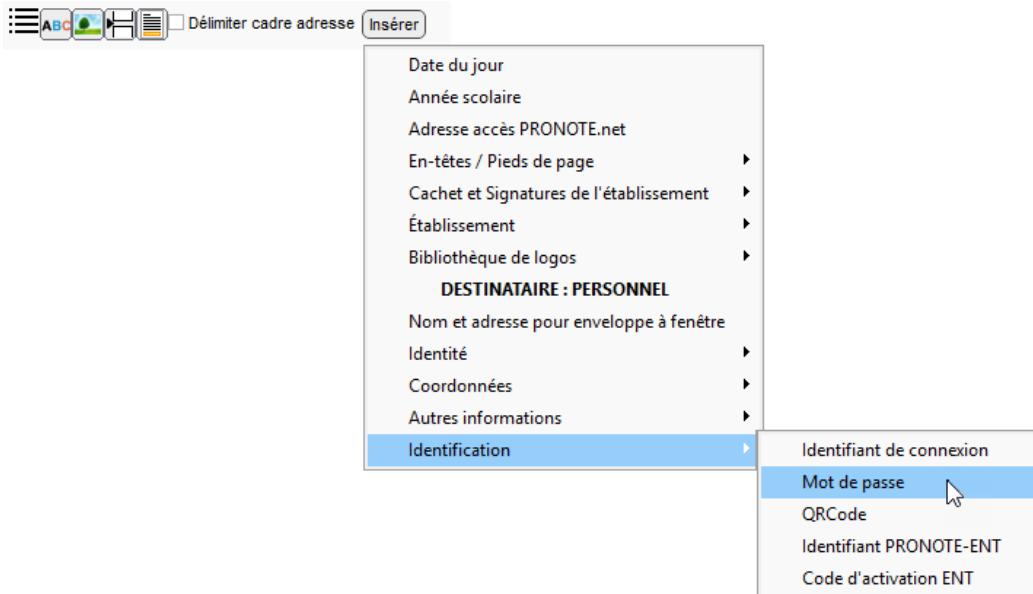 ABC
Délimiter cadre adresse
Insérer
Date du jour
Année scolaire
Adresse accès PRONOTE.net
En-têtes / Pieds de page
Cachet et Signatures de l'établissement
Établissement
Bibliothèque de logos
DESTINATAIRE : PERSONNEL
Nom et adresse pour enveloppe à fenêtre
Identité
Coordonnées
Autres informations
Identification
Identifiant de connexion
Mot de passe
QRCode
Identifiant PRONOTE-ENT
Code d'activation ENT